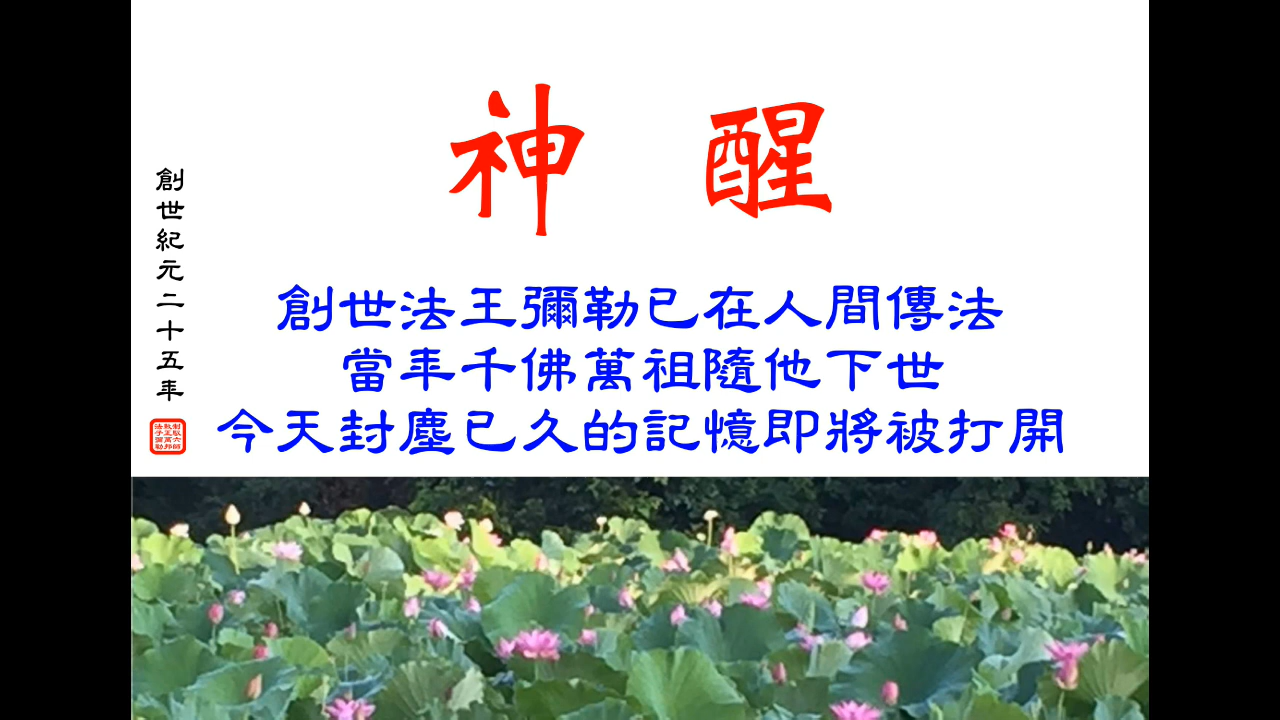 神 醒
創世法王彌勒已在人間傳法
當年千佛萬祖隨他下世
今天封塵已久的記憶即將被打開
創世紀元二十五年